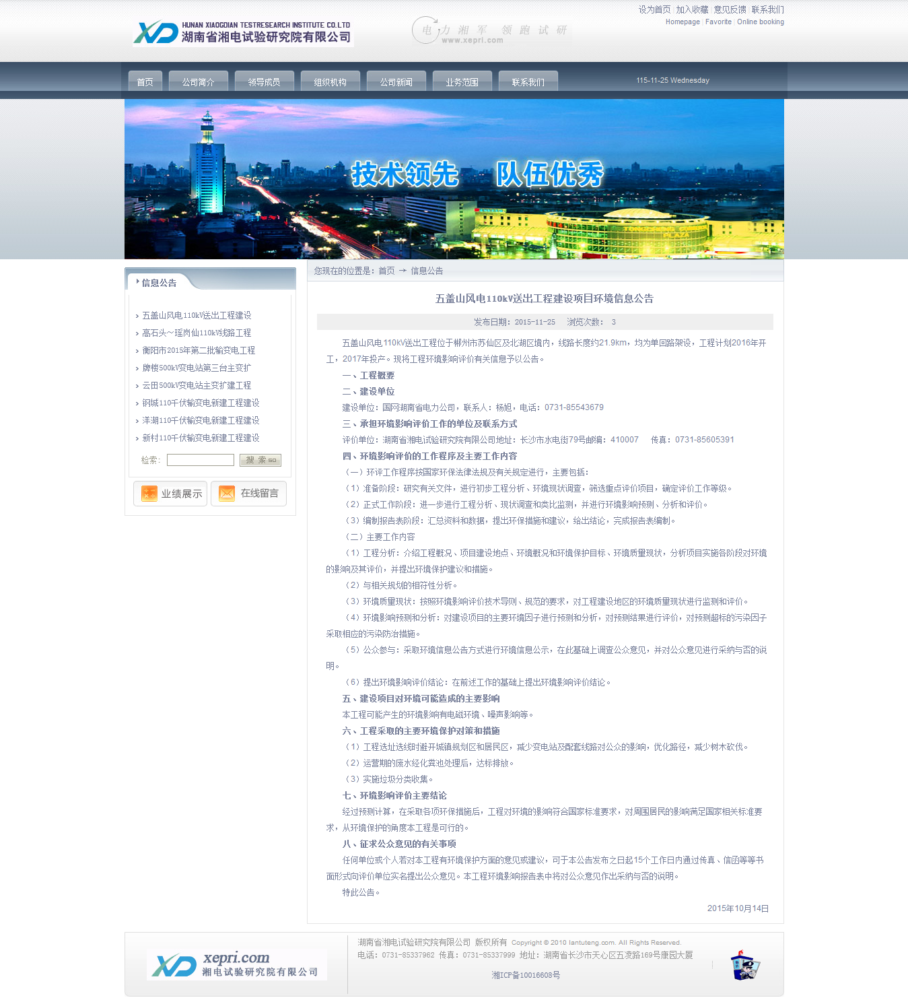 设为首页 | 加入收藏 | 意见反馈 | 联系我们
Homepage | Favorite | Online booking
HUNAN XIAOGDIAN TESTRESEARCH INSTITUTE CO.LTD
湖南省湘电试验研究院有限公司
电力湘军 领跑试研
www.xepri.com
首页 公司简介 领导成员 组织机构 公司新闻 业务范围 联系我们
115-11-25 Wednesday
技术领先 队伍优秀
信息公告
五盖山风电110kV送出工程建设
高石头～瑶岗仙110kV线路工程
衡阳市2015年第二批输变电工程
牌楼500kV变电站第三台主变扩
云田500kV变电站主变扩建工程
钢城110千伏输变电新建工程建设
洋湖110千伏输变电新建工程建设
新村110千伏输变电新建工程建设
检索： 搜 索 GO
业绩展示 在线留言
您现在的位置是：首页 → 信息公告
五盖山风电110kV送出工程建设项目环境信息公告
发布日期：2015-11-25 浏览次数： 3
五盖山风电110kV送出工程位于郴州市苏仙区及北湖区境内，线路长度约21.9km，均为单回路架设，工程计划2016年开
工，2017年投产。现将工程环境影响评价有关信息予以公告。
一、工程概要
二、建设单位
建设单位：国网湖南省电力公司，联系人：杨旭，电话：0731-85543679
三、承担环境影响评价工作的单位及联系方式
评价单位：湖南省湘电试验研究院有限公司地址：长沙市水电街79号邮编：410007 传真：0731-85605391
四、环境影响评价的工作程序及主要工作内容
（一）环评工作程序按国家环保法律法规及有关规定进行，主要包括：
（1）准备阶段：研究有关文件，进行初步工程分析、环境现状调查，筛选重点评价项目，确定评价工作等级。
（2）正式工作阶段：进一步进行工程分析、现状调查和类比监测，并进行环境影响预测、分析和评价。
（3）编制报告表阶段：汇总资料和数据，提出环保措施和建议，给出结论，完成报告表编制。
（二）主要工作内容
（1）工程分析：介绍工程概况、项目建设地点、环境概况和环境保护目标、环境质量现状，分析项目实施各阶段对环境
的影响及其评价，并提出环境保护建议和措施。
（2）与相关规划的相符性分析。
（3）环境质量现状：按照环境影响评价技术导则、规范的要求，对工程建设地区的环境质量现状进行监测和评价。
（4）环境影响预测和分析：对建设项目的主要环境因子进行预测和分析，对预测结果进行评价，对预测超标的污染因子
采取相应的污染防治措施。
（5）公众参与：采取环境信息公告方式进行环境信息公示，在此基础上调查公众意见，并对公众意见进行采纳与否的说
明。
（6）提出环境影响评价结论：在前述工作的基础上提出环境影响评价结论。
五、建设项目对环境可能造成的主要影响
本工程可能产生的环境影响有电磁环境、噪声影响等。
六、工程采取的主要环境保护对策和措施
（1）工程选址选线时避开城镇规划区和居民区，减少变电站及配套线路对公众的影响，优化路径，减少树木砍伐。
（2）运营期的废水经化粪池处理后，达标排放。
（3）实施垃圾分类收集。
七、环境影响评价主要结论
经过预测计算，在采取各项环保措施后，工程对环境的影响符合国家标准要求，对周围居民的影响满足国家相关标准要
求，从环境保护的角度本工程是可行的。
八、征求公众意见的有关事项
任何单位或个人若对本工程有环境保护方面的意见或建议，可于本公告发布之日起15个工作日内通过传真、信函等等书
面形式向评价单位实名提出公众意见。本工程环境影响报告表中将对公众意见作出采纳与否的说明。
特此公告。
2015年10月14日
xepri.com
湘电试验研究院有限公司
湖南省湘电试验研究院有限公司 版权所有 Copyright © 2010 lantuteng.com. All Rights Reserved.
电话：0731-85337962 传真：0731-85337999 地址：湖南省长沙市天心区五凌路169号康园大厦
湘ICP备10016608号